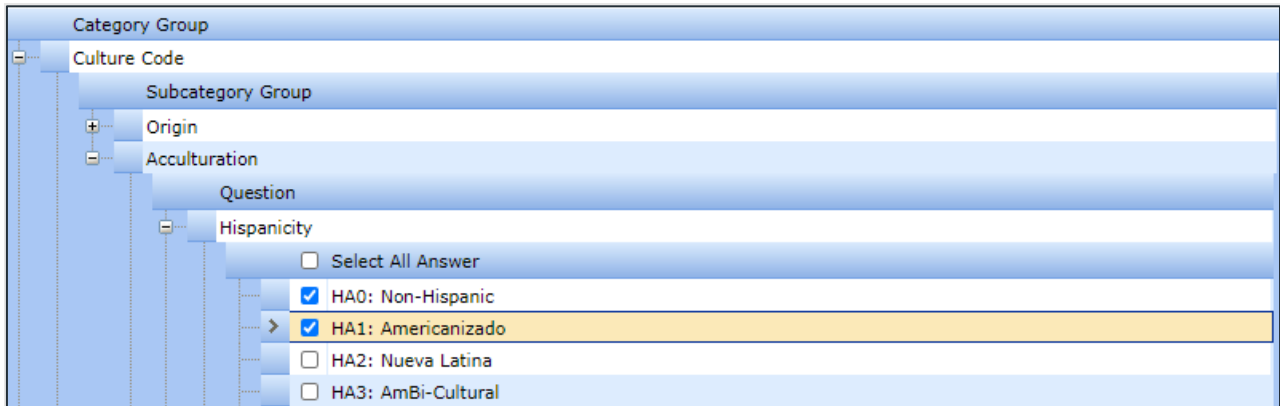 Category Group
Culture Code
Subcategory Group
Origin
Acculturation
Question
Hispanicity
Select All Answer
HA0: Non-Hispanic
HA1: Americanizado
HA2: Nueva Latina
HA3: AmBi-Cultural